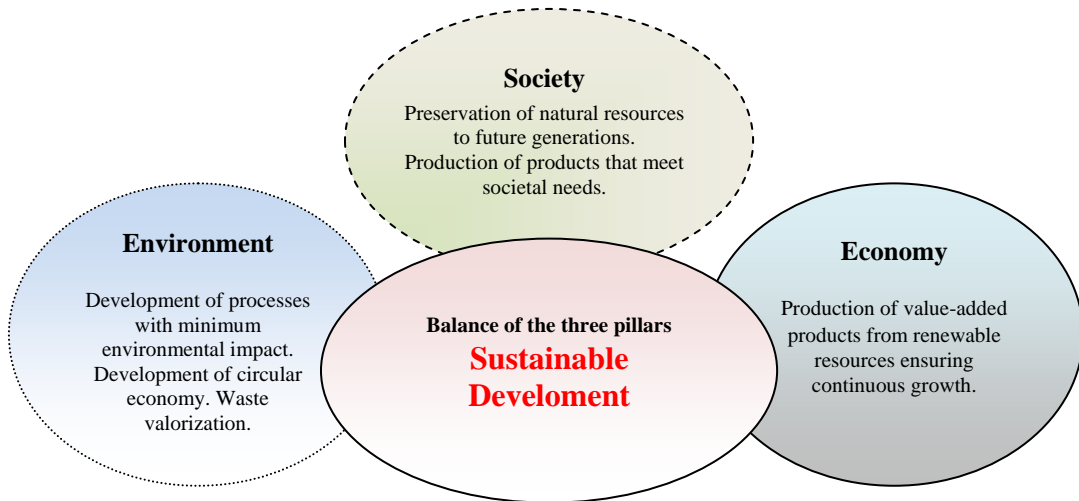 Society
Preservation of natural resources
to future generations.
Production of products that meet
societal needs.
Environment
Development of processes
with minimum
environmental impact.
Development of circular
economy. Waste
valorization.
Economy
Production of value-added
products from renewable
resources ensuring
continuous growth.
Balance of the three pillars
Sustainable
Develoment